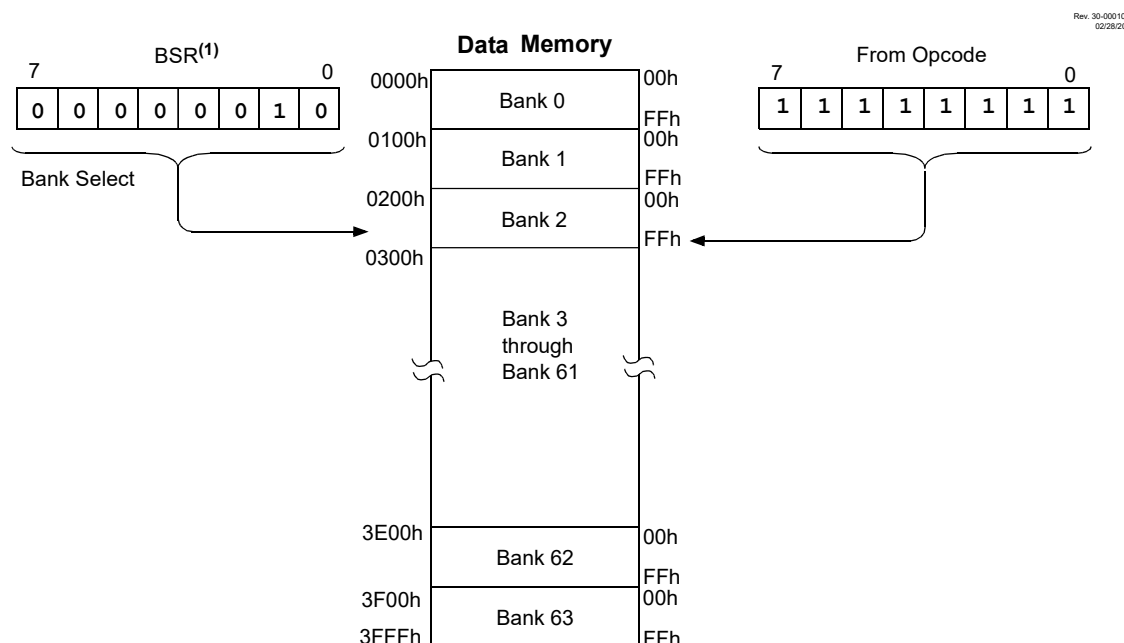 Rev. 30-00010
02/28/20
Data Memory
BSR(1)
7 0
0 0 0 0 0 0 1 0
Bank Select
From Opcode
7 0
1 1 1 1 1 1 1 1
0000h Bank 0 00h
FFh
0100h Bank 1 00h
FFh
0200h Bank 2 00h
FFh
0300h
Bank 3
through
Bank 61
3E00h Bank 62 00h
FFh
3F00h Bank 63 00h
3FFFh FFh